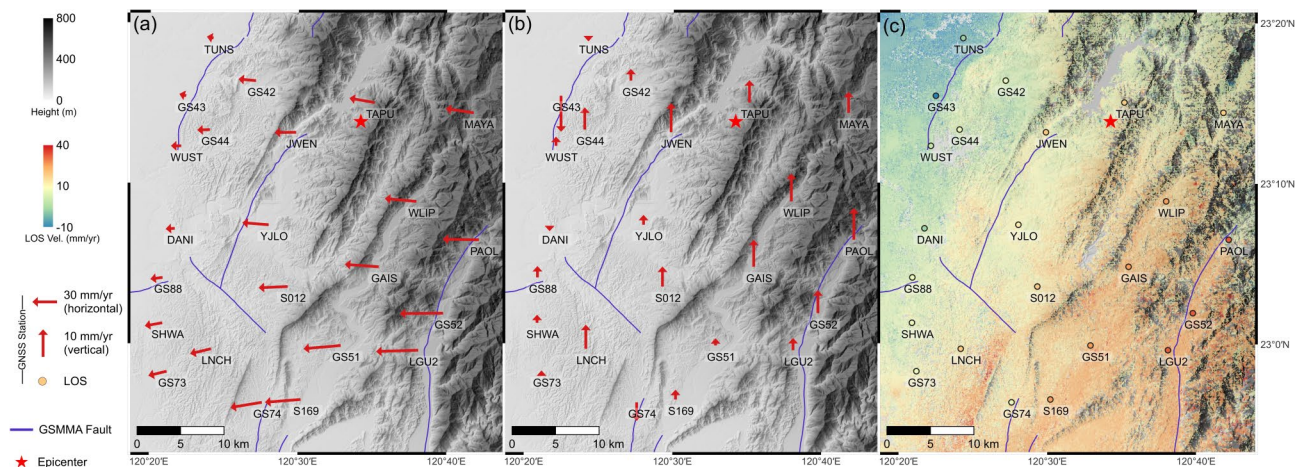 800
0
Height (m)
40
10
-10
LOS Vel. (mm/yr)
GNSS Station
30 mm/yr
(horizontal)
10 mm/yr
(vertical)
LOS
GSMMA Fault
Epicenter
(a)
TUNS
GS42
GS43
TAPU
MAYA
GS44
JWEN
WUST
WLIP
DANI
YJLO
PAOL
GAIS
GS88
S012
GS52
SHWA
LNCH
GS51
LGU2
GS73
GS74
S169
0 5 10 km
120°20'E 120°30'E 120°40'E
(b)
TUNS
GS42
GS43
TAPU
MAYA
GS44
JWEN
WUST
WLIP
DANI
YJLO
PAOL
GAIS
GS88
S012
GS52
SHWA
LNCH
GS51
LGU2
GS73
GS74
S169
0 5 10 km
120°20'E 120°30'E 120°40'E
(c)
TUNS
GS42
GS43
TAPU
MAYA
GS44
JWEN
WUST
WLIP
DANI
YJLO
PAOL
GAIS
GS88
S012
GS52
SHWA
LNCH
GS51
LGU2
GS73
GS74
S169
0 5 10 km
120°20'E 120°30'E 120°40'E
23°20'N
23°10'N
23°0'N